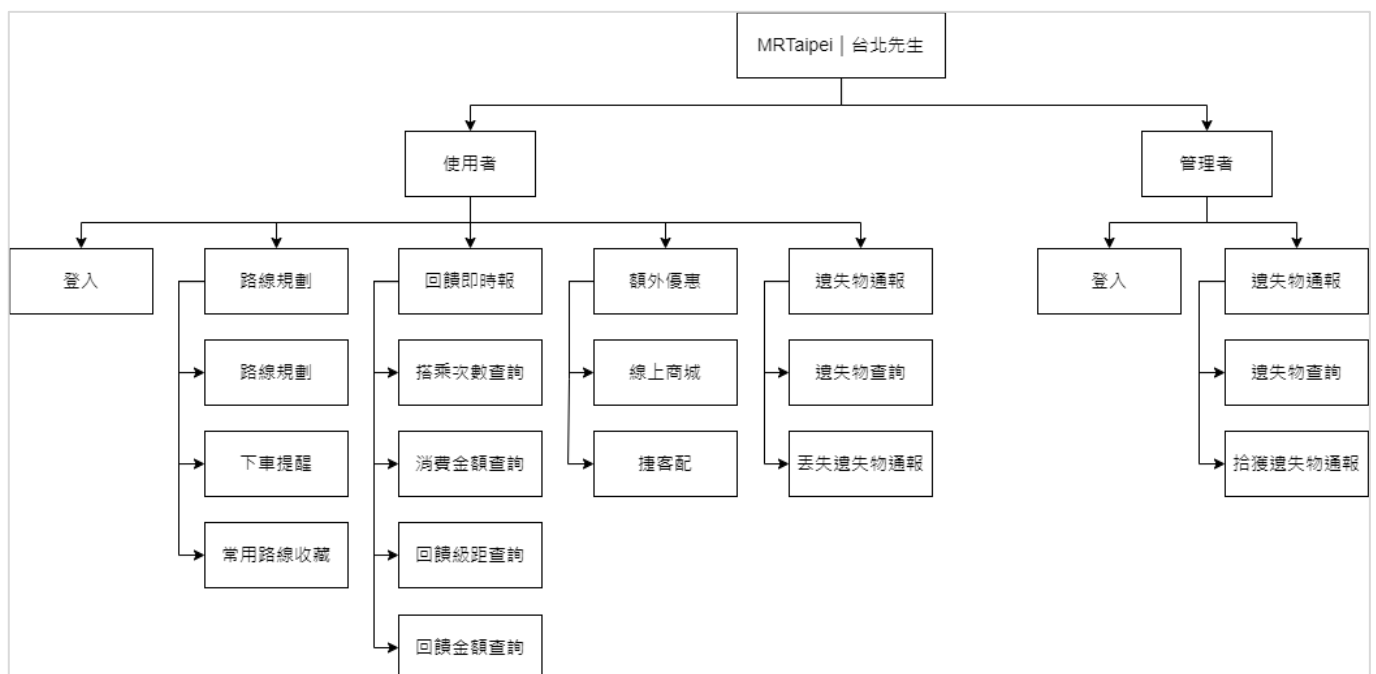 MRTaipei｜台北先生
使用者
管理者
登入
路線規劃
回饋即時報
額外優惠
遺失物通報
登入
遺失物通報
路線規劃
搭乘次數查詢
線上商城
遺失物查詢
遺失物查詢
下車提醒
消費金額查詢
捷客配
丟失遺失物通報
拾獲遺失物通報
常用路線收藏
回饋級距查詢
回饋金額查詢